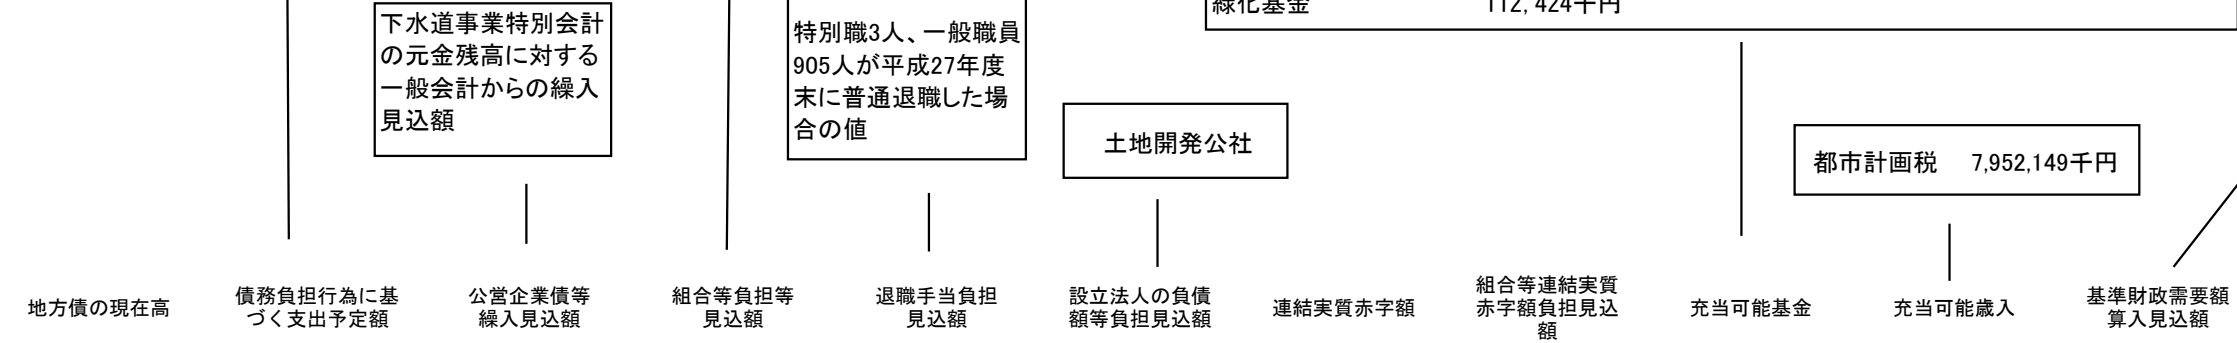 緑化基金 112,424千円
下水道事業特別会計
の元金残高に対する
一般会計からの繰入
見込額
特別職3人、一般職員
905人が平成27年度
末に普通退職した場
合の値
土地開発公社
都市計画税 7,952,149千円
地方債の現在高
債務負担行為に基
づく支出予定額
公営企業債等
繰入見込額
組合等負担等
見込額
退職手当負担
見込額
設立法人の負債
額等負担見込額
連結実質赤字額
組合等連結実質
赤字額負担見込
額
充当可能基金
充当可能歳入
基準財政需要額
算入見込額